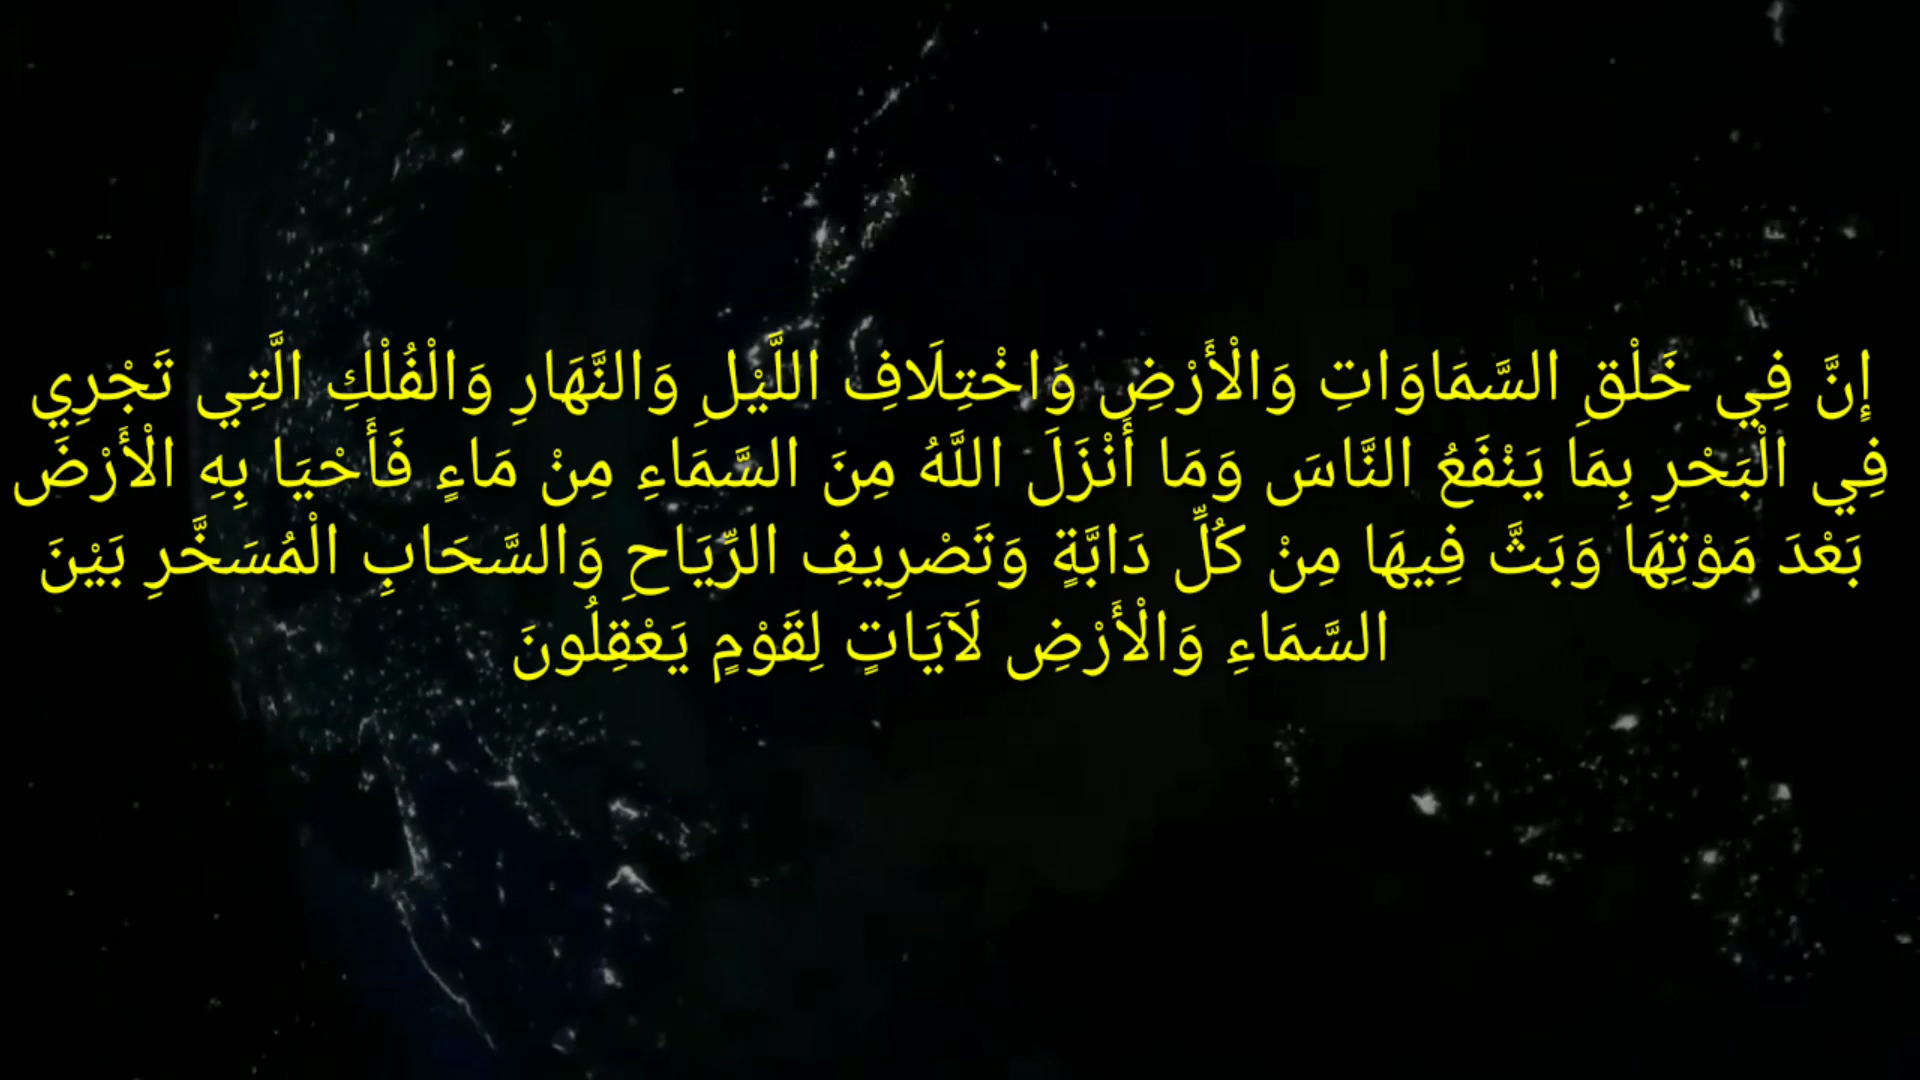 إِنَّ فِي خَلْقِ السَّمَاوَاتِ وَالْأَرْضِ وَاخْتِلَافِ اللَّيْلِ وَالنَّهَارِ وَالْفُلْكِ الَّتِي تَجْرِي
فِي الْبَحْرِ بِمَا يَنْفَعُ النَّاسَ وَمَا أَنْزَلَ اللَّهُ مِنَ السَّمَاءِ مِنْ مَاءٍ فَأَحْيَا بِهِ الْأَرْضَ
بَعْدَ مَوْتِهَا وَبَثَّ فِيهَا مِنْ كُلِّ دَابَّةٍ وَتَصْرِيفِ الرِّيَاحِ وَالسَّحَابِ الْمُسَخَّرِ بَيْنَ
السَّمَاءِ وَالْأَرْضِ لَآيَاتٍ لِقَوْمٍ يَعْقِلُونَ